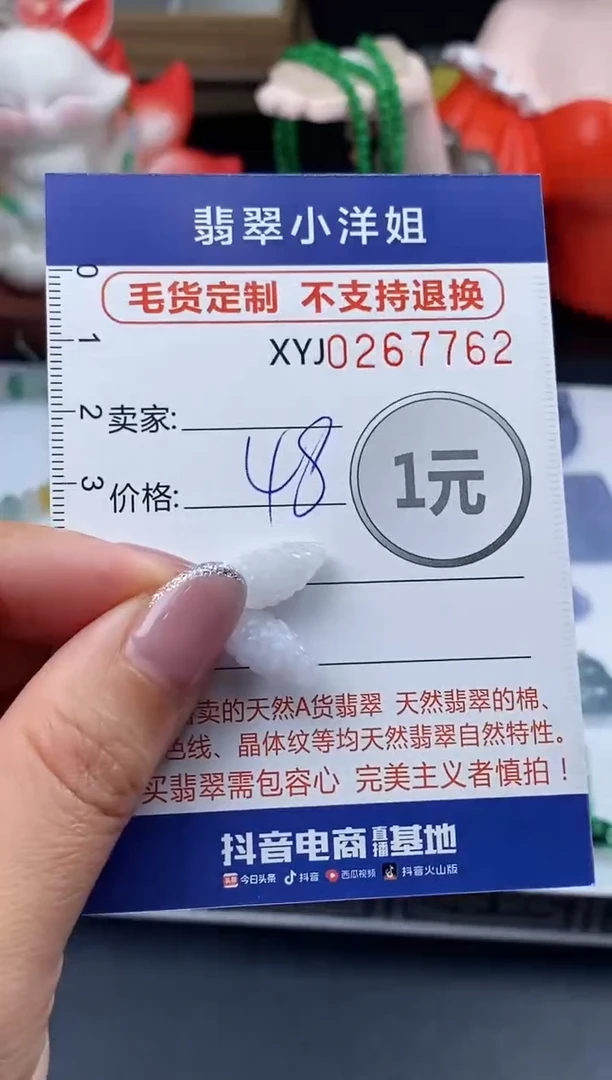 翡翠小洋姐
毛货定制 不支持退换
XYJ0267762
0
1
2
3
卖家:
价格: 48
1元
卖的天然A货翡翠 天然翡翠的棉、
色线、晶体纹等均天然翡翠自然特性。
买翡翠需包容心 完美主义者慎拍！
抖音电商直播基地
头条 今日头条 抖音 西瓜视频 抖音火山版